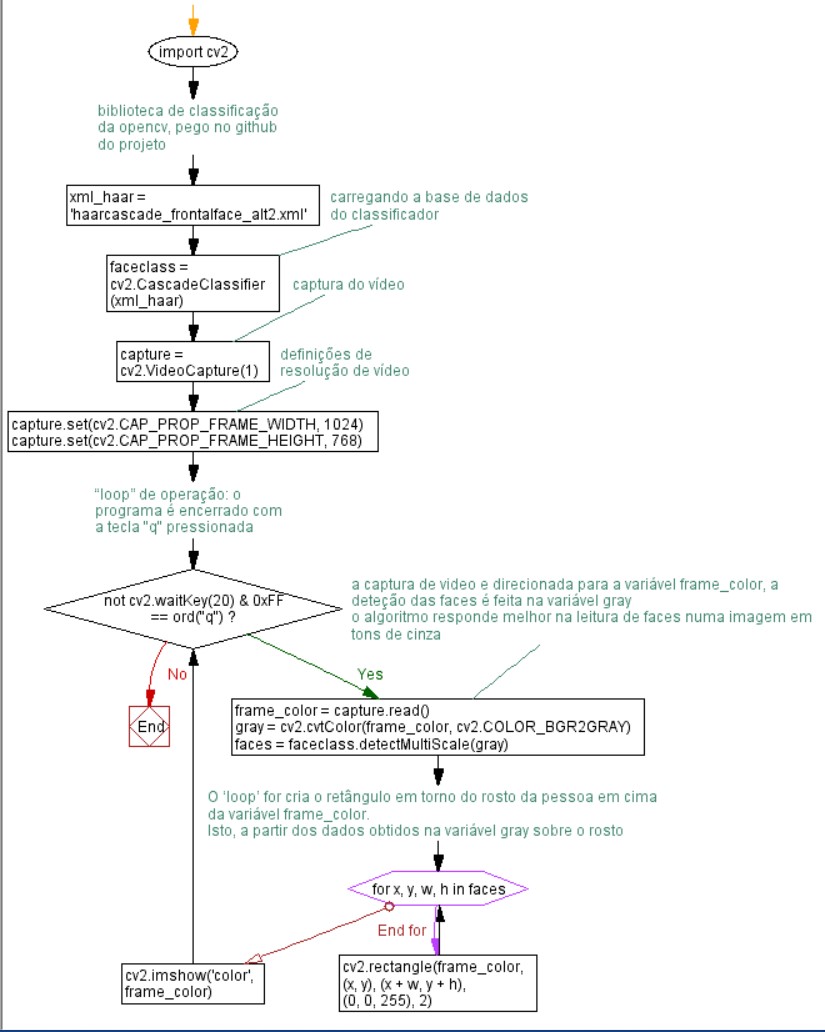 import cv2
biblioteca de classificação
da opencv, pego no github
do projeto
xml_haar =
'haarcascade_frontalface_alt2.xml'
carregando a base de dados
do classificador
faceclass =
cv2.CascadeClassifier
(xml_haar)
captura do vídeo
capture =
cv2.VideoCapture(1)
definições de
resolução de vídeo
capture.set(cv2.CAP_PROP_FRAME_WIDTH, 1024)
capture.set(cv2.CAP_PROP_FRAME_HEIGHT, 768)
"loop" de operação: o
programa é encerrado com
a tecla "q" pressionada
not cv2.waitKey(20) & 0xFF
== ord("q") ?
a captura de video e direcionada para a variável frame_color, a
deteção das faces é feita na variável gray
o algoritmo responde melhor na leitura de faces numa imagem em
tons de cinza
No
Yes
End
frame_color = capture.read()
gray = cv2.cvtColor(frame_color, cv2.COLOR_BGR2GRAY)
faces = faceclass.detectMultiScale(gray)
O 'loop' for cria o retângulo em torno do rosto da pessoa em cima
da variável frame_color.
Isto, a partir dos dados obtidos na variável gray sobre o rosto
for x, y, w, h in faces
End for
cv2.imshow('color',
frame_color)
cv2.rectangle(frame_color,
(x, y), (x + w, y + h),
(0, 0, 255), 2)